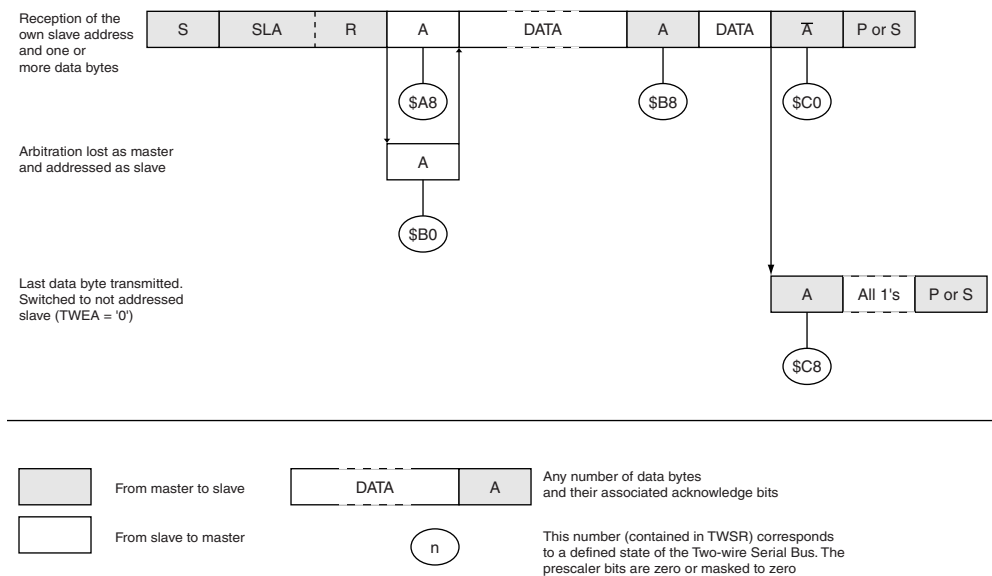 Reception of the
own slave address
and one or
more data bytes
S SLA R A DATA A DATA A̅ P or S
$A8 $B8 $C0
Arbitration lost as master
and addressed as slave
A
$B0
Last data byte transmitted.
Switched to not addressed
slave (TWEA = '0')
A All 1's P or S
$C8
From master to slave
DATA A
Any number of data bytes
and their associated acknowledge bits
From slave to master
n
This number (contained in TWSR) corresponds
to a defined state of the Two-wire Serial Bus. The
prescaler bits are zero or masked to zero